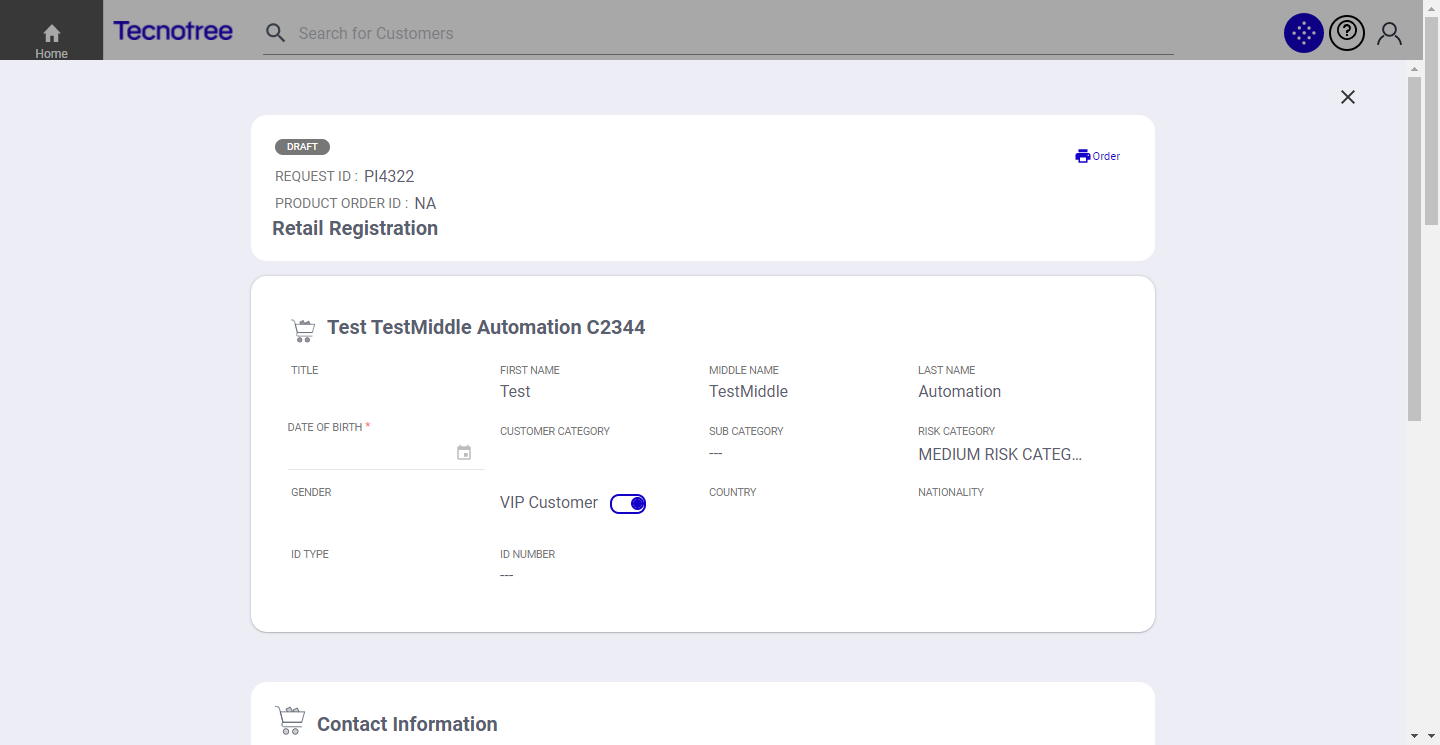 Home
Tecnotree
Search for Customers
DRAFT
Order
REQUEST ID : PI4322
PRODUCT ORDER ID : NA
Retail Registration
Test TestMiddle Automation C2344
TITLE FIRST NAME MIDDLE NAME LAST NAME
Test TestMiddle Automation
DATE OF BIRTH * CUSTOMER CATEGORY SUB CATEGORY RISK CATEGORY
--- MEDIUM RISK CATEG...
GENDER VIP Customer COUNTRY NATIONALITY
ID TYPE ID NUMBER
---
Contact Information